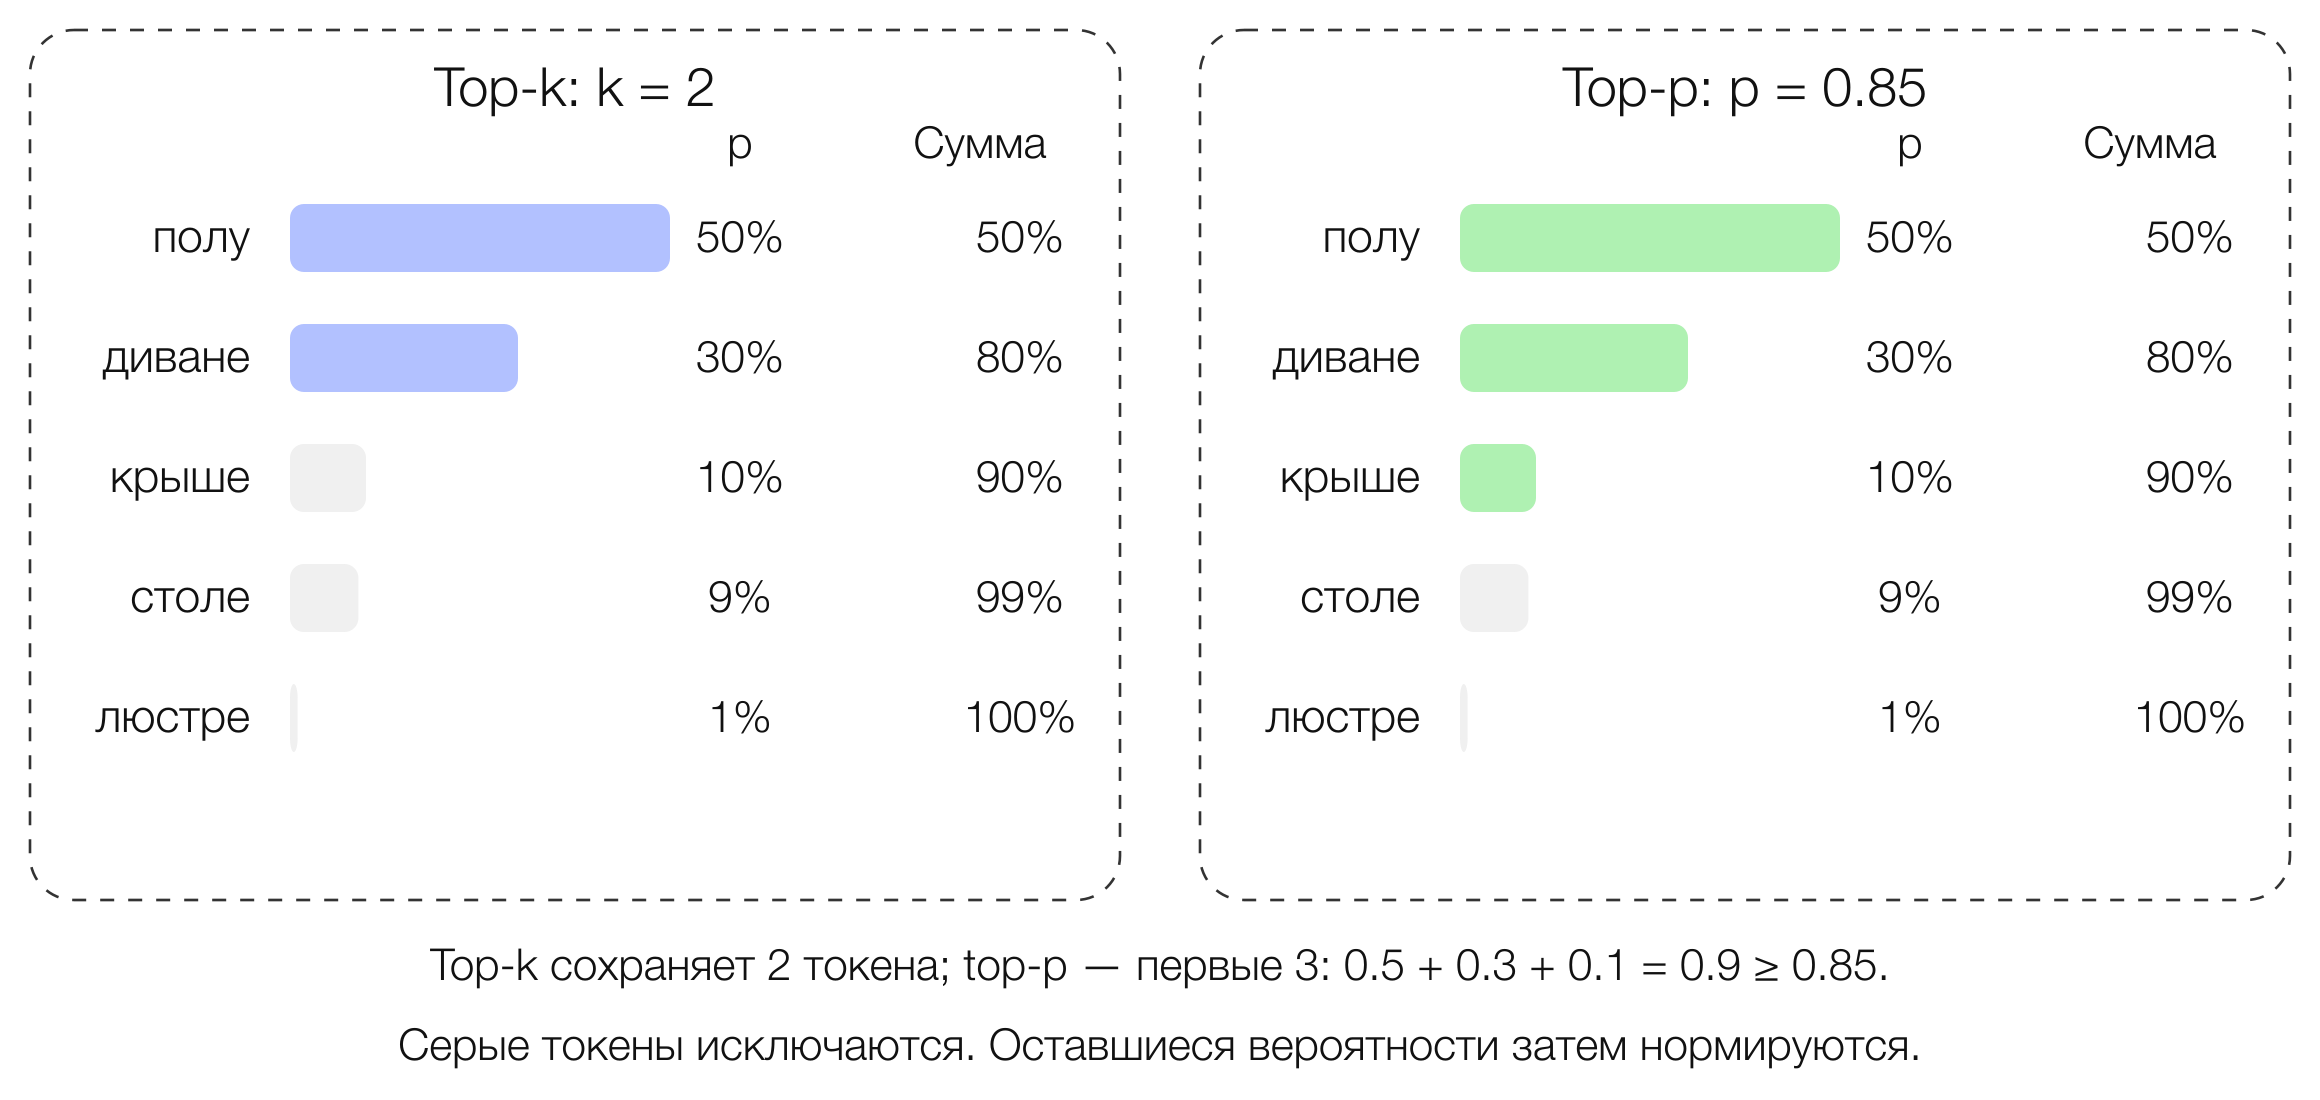 Top-k: k = 2
p Сумма
полу 50% 50%
диване 30% 80%
крыше 10% 90%
столе 9% 99%
люстре 1% 100%
Top-p: p = 0.85
p Сумма
полу 50% 50%
диване 30% 80%
крыше 10% 90%
столе 9% 99%
люстре 1% 100%
Top-k сохраняет 2 токена; top-p — первые 3: 0.5 + 0.3 + 0.1 = 0.9 ≥ 0.85.
Серые токены исключаются. Оставшиеся вероятности затем нормируются.